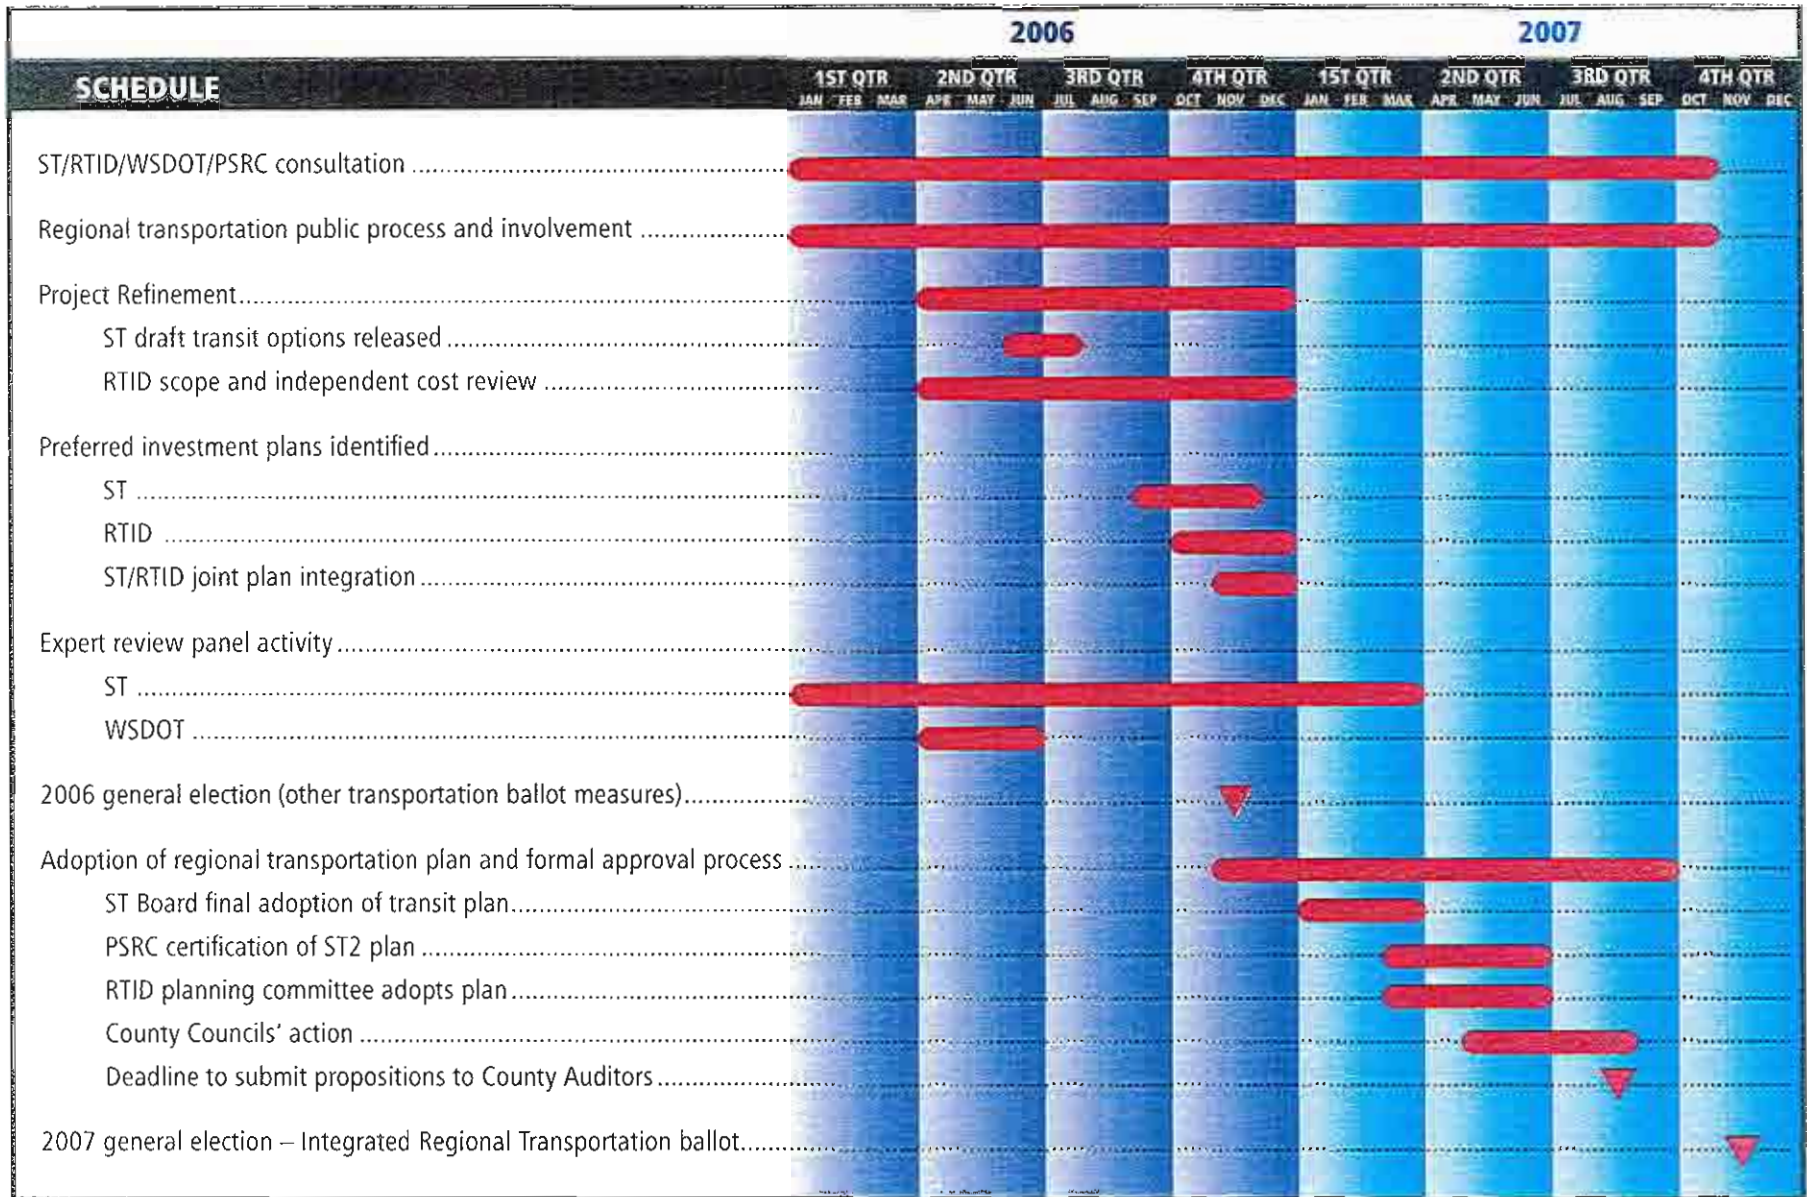 2006 2007
SCHEDULE 1ST QTR 2ND QTR 3RD QTR 4TH QTR 1ST QTR 2ND QTR 3RD QTR 4TH QTR
JAN FEB MAR APR MAY JUN JUL AUG SEP OCT NOV DEC JAN FEB MAR APR MAY JUN JUL AUG SEP OCT NOV DEC
ST/RTID/WSDOT/PSRC consultation
Regional transportation public process and involvement
Project Refinement
ST draft transit options released
RTID scope and independent cost review
Preferred investment plans identified
ST
RTID
ST/RTID joint plan integration
Expert review panel activity
ST
WSDOT
2006 general election (other transportation ballot measures)
Adoption of regional transportation plan and formal approval process
ST Board final adoption of transit plan
PSRC certification of ST2 plan
RTID planning committee adopts plan
County Councils' action
Deadline to submit propositions to County Auditors
2007 general election – Integrated Regional Transportation ballot